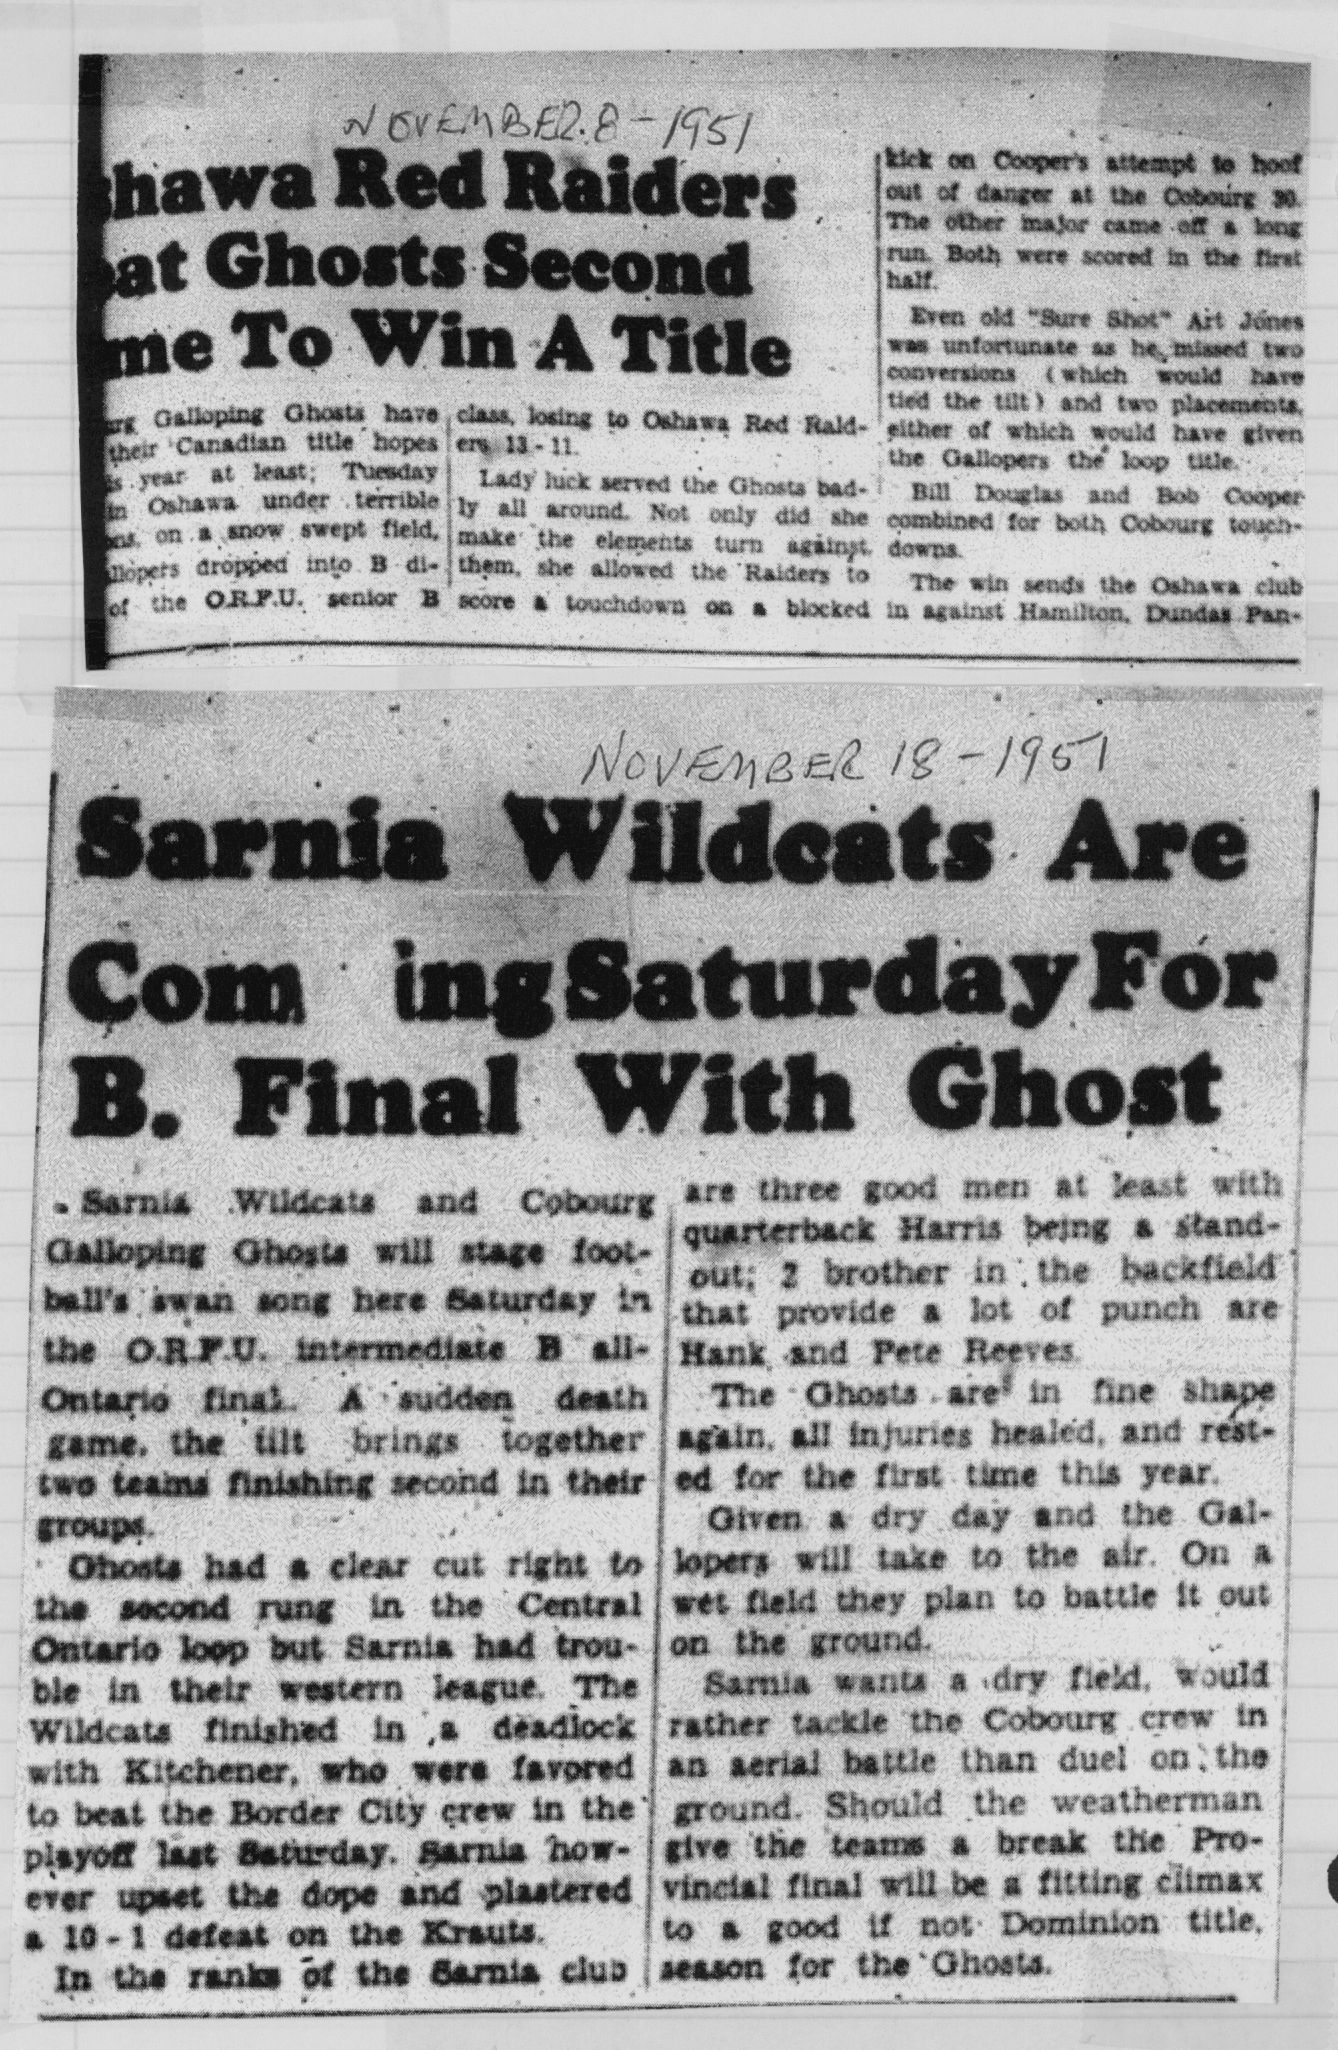 NOVEMBER. 8 - 1951
shawa Red Raiders
eat Ghosts Second
me To Win A Title
urg Galloping Ghosts have
their Canadian title hopes
is year at least; Tuesday
in Oshawa under terrible
ons, on a snow swept field,
llopers dropped into B di-
of the O.R.F.U. senior B
class, losing to Oshawa Red Raid-
ers 13 - 11.
Lady luck served the Ghosts bad-
ly all around. Not only did she
make the elements turn against
them, she allowed the Raiders to
score a touchdown on a blocked
kick on Cooper's attempt to hoof
out of danger at the Cobourg 30.
The other major came off a long
run. Both were scored in the first
half.
Even old "Sure Shot" Art Jones
was unfortunate as he missed two
conversions (which would have
tied the tilt) and two placements,
either of which would have given
the Gallopers the loop title.
Bill Douglas and Bob Cooper
combined for both Cobourg touch-
downs.
The win sends the Oshawa club
in against Hamilton, Dundas Pan-
NOVEMBER 18 - 1951
Sarnia Wildcats Are
Com ing Saturday For
B. Final With Ghost
Sarnia Wildcats and Cobourg
Galloping Ghosts will stage foot-
ball's swan song here Saturday in
the O.R.F.U. intermediate B all-
Ontario final. A sudden death
game, the tilt brings together
two teams finishing second in their
groups.
Ghosts had a clear cut right to
the second rung in the Central
Ontario loop but Sarnia had trou-
ble in their western league. The
Wildcats finished in a deadlock
with Kitchener, who were favored
to beat the Border City crew in the
playoff last Saturday. Sarnia how-
ever upset the dope and plastered
a 10 - 1 defeat on the Krauts.
In the ranks of the Sarnia club
are three good men at least with
quarterback Harris being a stand-
out; 2 brother in the backfield
that provide a lot of punch are
Hank and Pete Reeves.
The Ghosts are in fine shape
again, all injuries healed, and rest-
ed for the first time this year.
Given a dry day and the Gal-
lopers will take to the air. On a
wet field they plan to battle it out
on the ground.
Sarnia wants a dry field, would
rather tackle the Cobourg crew in
an aerial battle than duel on the
ground. Should the weatherman
give the teams a break the Pro-
vincial final will be a fitting climax
to a good if not Dominion title,
season for the Ghosts.